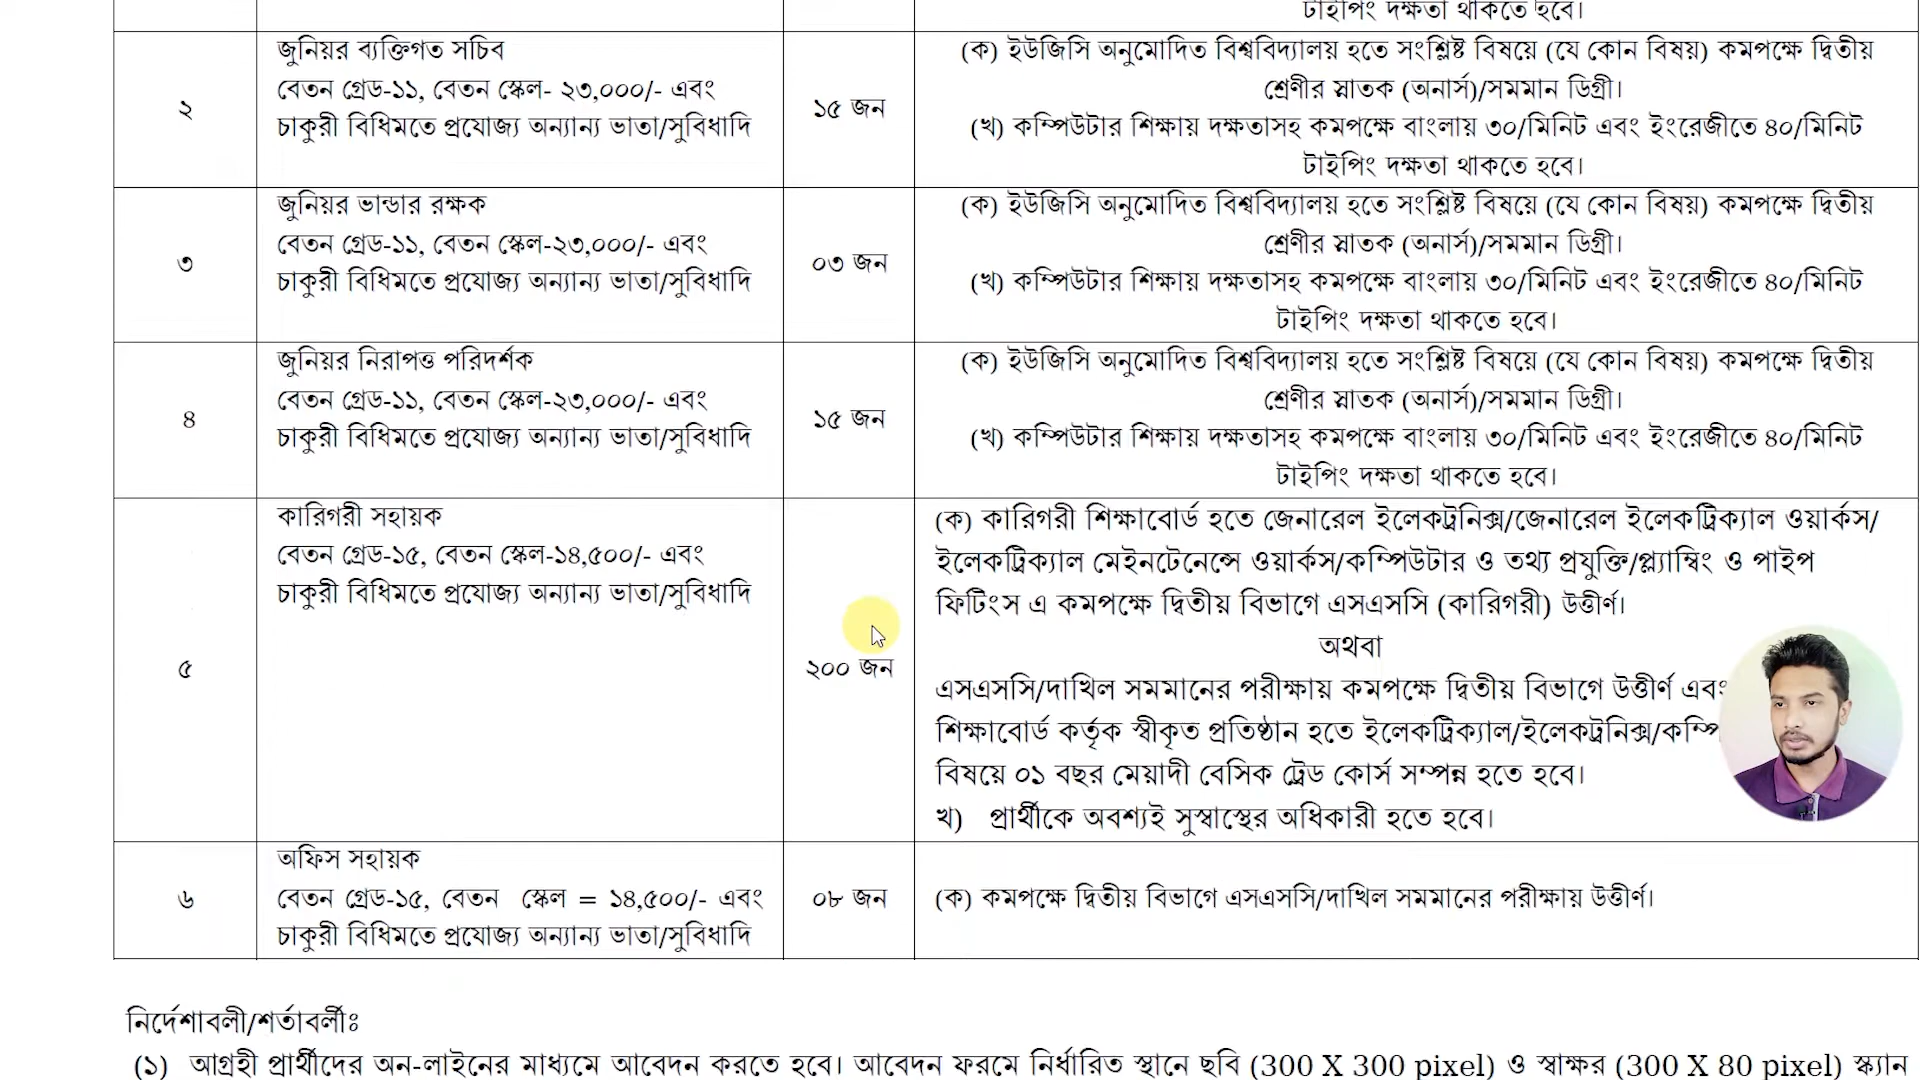 টাইপিং দক্ষতা থাকতে হবে।
২
জুনিয়র ব্যক্তিগত সচিব
বেতন গ্রেড-১১, বেতন স্কেল- ২৩,০০০/- এবং
চাকুরী বিধিমতে প্রযোজ্য অন্যান্য ভাতা/সুবিধাদি
১৫ জন
(ক) ইউজিসি অনুমোদিত বিশ্ববিদ্যালয় হতে সংশ্লিষ্ট বিষয়ে (যে কোন বিষয়) কমপক্ষে দ্বিতীয়
শ্রেণীর স্নাতক (অনার্স)/সমমান ডিগ্রী।
(খ) কম্পিউটার শিক্ষায় দক্ষতাসহ কমপক্ষে বাংলায় ৩০/মিনিট এবং ইংরেজীতে ৪০/মিনিট
টাইপিং দক্ষতা থাকতে হবে।
৩
জুনিয়র ভান্ডার রক্ষক
বেতন গ্রেড-১১, বেতন স্কেল-২৩,০০০/- এবং
চাকুরী বিধিমতে প্রযোজ্য অন্যান্য ভাতা/সুবিধাদি
০৩ জন
(ক) ইউজিসি অনুমোদিত বিশ্ববিদ্যালয় হতে সংশ্লিষ্ট বিষয়ে (যে কোন বিষয়) কমপক্ষে দ্বিতীয়
শ্রেণীর স্নাতক (অনার্স)/সমমান ডিগ্রী।
(খ) কম্পিউটার শিক্ষায় দক্ষতাসহ কমপক্ষে বাংলায় ৩০/মিনিট এবং ইংরেজীতে ৪০/মিনিট
টাইপিং দক্ষতা থাকতে হবে।
৪
জুনিয়র নিরাপত্ত পরিদর্শক
বেতন গ্রেড-১১, বেতন স্কেল-২৩,০০০/- এবং
চাকুরী বিধিমতে প্রযোজ্য অন্যান্য ভাতা/সুবিধাদি
১৫ জন
(ক) ইউজিসি অনুমোদিত বিশ্ববিদ্যালয় হতে সংশ্লিষ্ট বিষয়ে (যে কোন বিষয়) কমপক্ষে দ্বিতীয়
শ্রেণীর স্নাতক (অনার্স)/সমমান ডিগ্রী।
(খ) কম্পিউটার শিক্ষায় দক্ষতাসহ কমপক্ষে বাংলায় ৩০/মিনিট এবং ইংরেজীতে ৪০/মিনিট
টাইপিং দক্ষতা থাকতে হবে।
৫
কারিগরী সহায়ক
বেতন গ্রেড-১৫, বেতন স্কেল-১৪,৫০০/- এবং
চাকুরী বিধিমতে প্রযোজ্য অন্যান্য ভাতা/সুবিধাদি
২০০ জন
(ক) কারিগরী শিক্ষাবোর্ড হতে জেনারেল ইলেকট্রনিক্স/জেনারেল ইলেকট্রিক্যাল ওয়ার্কস/
ইলেকট্রিক্যাল মেইনটেনেন্সে ওয়ার্কস/কম্পিউটার ও তথ্য প্রযুক্তি/প্ল্যাম্বিং ও পাইপ
ফিটিংস এ কমপক্ষে দ্বিতীয় বিভাগে এসএসসি (কারিগরী) উত্তীর্ণ।
অথবা
এসএসসি/দাখিল সমমানের পরীক্ষায় কমপক্ষে দ্বিতীয় বিভাগে উত্তীর্ণ এবং
শিক্ষাবোর্ড কর্তৃক স্বীকৃত প্রতিষ্ঠান হতে ইলেকট্রিক্যাল/ইলেকট্রনিক্স/কম্পি
বিষয়ে ০১ বছর মেয়াদী বেসিক ট্রেড কোর্স সম্পন্ন হতে হবে।
খ) প্রার্থীকে অবশ্যই সুস্বাস্থের অধিকারী হতে হবে।
৬
অফিস সহায়ক
বেতন গ্রেড-১৫, বেতন স্কেল = ১৪,৫০০/- এবং
চাকুরী বিধিমতে প্রযোজ্য অন্যান্য ভাতা/সুবিধাদি
০৮ জন
(ক) কমপক্ষে দ্বিতীয় বিভাগে এসএসসি/দাখিল সমমানের পরীক্ষায় উত্তীর্ণ।
নির্দেশাবলী/শর্তাবলীঃ
(১) আগ্রহী প্রার্থীদের অন-লাইনের মাধ্যমে আবেদন করতে হবে। আবেদন ফরমে নির্ধারিত স্থানে ছবি (300 X 300 pixel) ও স্বাক্ষর (300 X 80 pixel) স্ক্যান